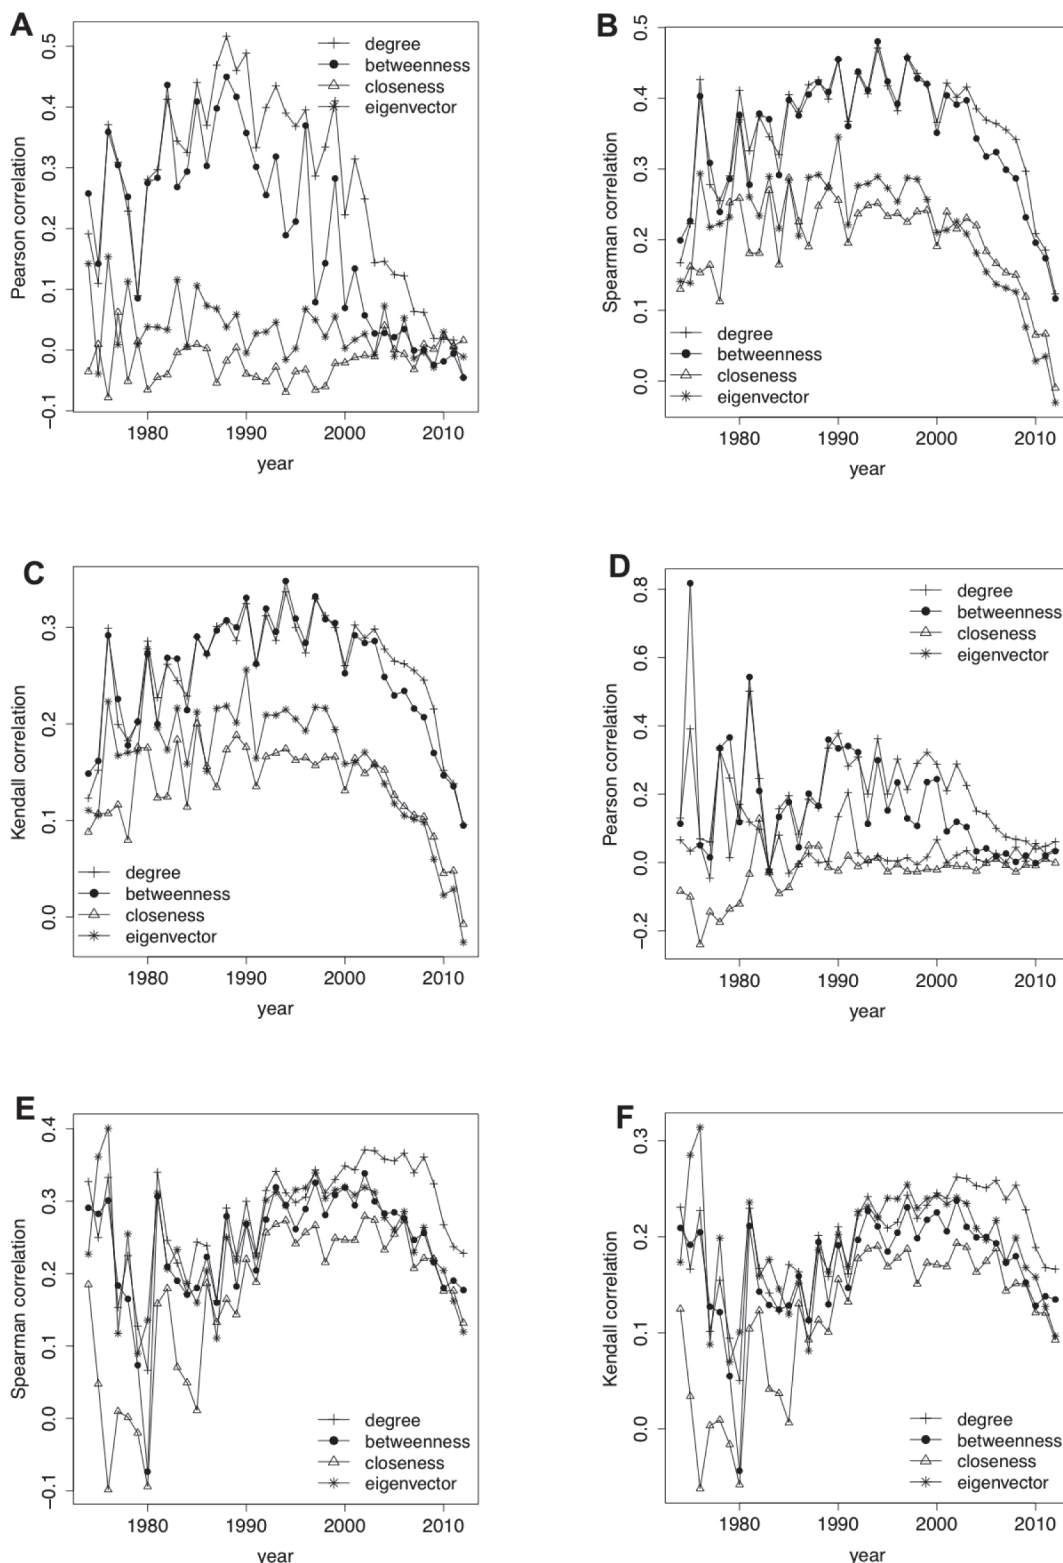 A
Pearson correlation
0.5
0.4
0.3
0.2
0.1
0.0
−0.1
degree
betweenness
closeness
eigenvector
1980 1990 2000 2010
year
B
Spearman correlation
0.5
0.4
0.3
0.2
0.1
0.0
degree
betweenness
closeness
eigenvector
1980 1990 2000 2010
year
C
Kendall correlation
0.3
0.2
0.1
0.0
degree
betweenness
closeness
eigenvector
1980 1990 2000 2010
year
D
Pearson correlation
0.8
0.6
0.4
0.2
0.0
−0.2
degree
betweenness
closeness
eigenvector
1980 1990 2000 2010
year
E
Spearman correlation
0.4
0.3
0.2
0.1
0.0
−0.1
degree
betweenness
closeness
eigenvector
1980 1990 2000 2010
year
F
Kendall correlation
0.3
0.2
0.1
0.0
degree
betweenness
closeness
eigenvector
1980 1990 2000 2010
year